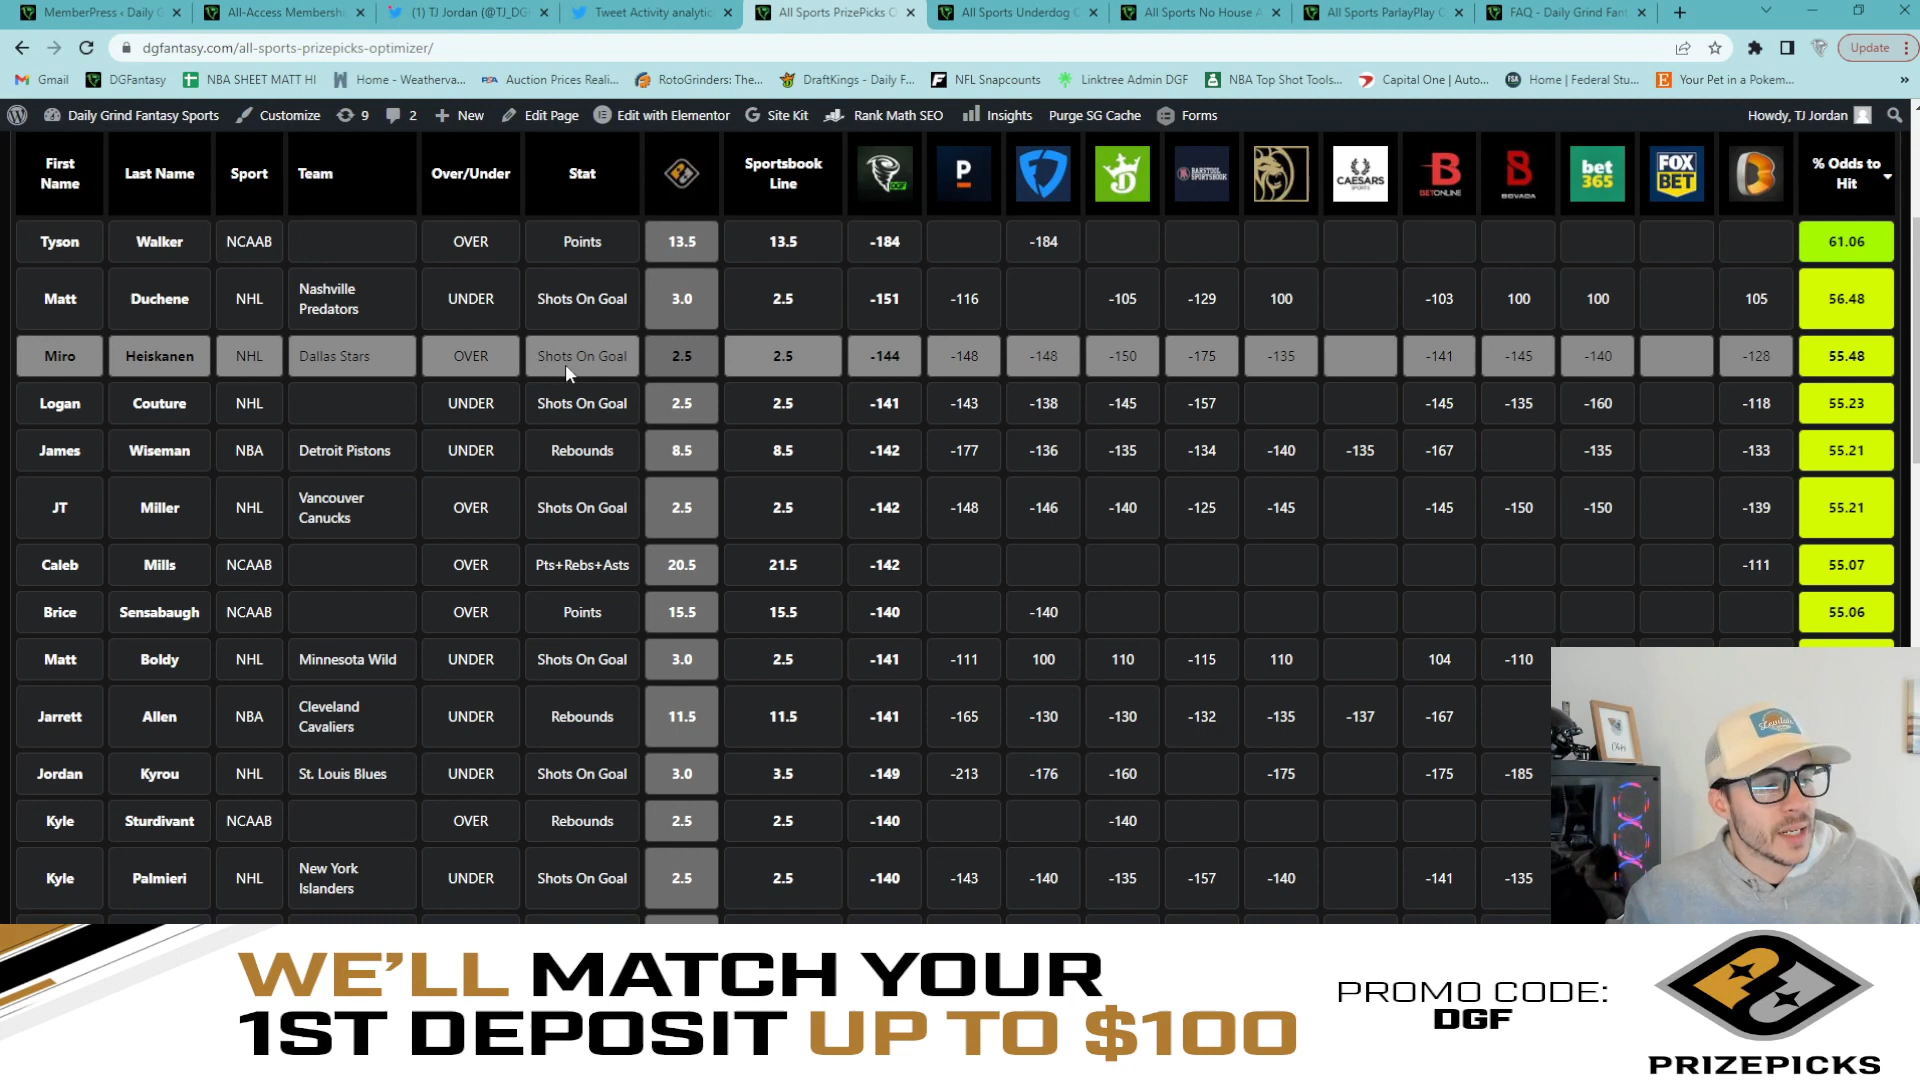 MemberPress ‹ Daily G
All-Access Membersh
(1) TJ Jordan (@TJ_DG
Tweet Activity analytic
All Sports PrizePicks O
All Sports Underdog O
All Sports No House A
All Sports ParlayPlay O
FAQ - Daily Grind Fant
dgfantasy.com/all-sports-prizepicks-optimizer/
Update
Gmail DGFantasy NBA SHEET MATT HI Home - Weatherva... Auction Prices Reali... RotoGrinders: The... DraftKings - Daily F... NFL Snapcounts Linktree Admin DGF NBA Top Shot Tools... Capital One | Auto... Home | Federal Stu... Your Pet in a Pokem...
Daily Grind Fantasy Sports Customize 9 2 New Edit Page Edit with Elementor Site Kit Rank Math SEO Insights Purge SG Cache Forms Howdy, TJ Jordan
First Name Last Name Sport Team Over/Under Stat Sportsbook Line DGF P BARSTOOL SPORTSBOOK CAESARS SPORTS B BETONLINE B BOVADA bet365 FOX BET B % Odds to Hit
Tyson Walker NCAAB OVER Points 13.5 13.5 -184 -184 61.06
Matt Duchene NHL Nashville Predators UNDER Shots On Goal 3.0 2.5 -151 -116 -105 -129 100 -103 100 100 105 56.48
Miro Heiskanen NHL Dallas Stars OVER Shots On Goal 2.5 2.5 -144 -148 -148 -150 -175 -135 -141 -145 -140 -128 55.48
Logan Couture NHL UNDER Shots On Goal 2.5 2.5 -141 -143 -138 -145 -157 -145 -135 -160 -118 55.23
James Wiseman NBA Detroit Pistons UNDER Rebounds 8.5 8.5 -142 -177 -136 -135 -134 -140 -135 -167 -135 -133 55.21
JT Miller NHL Vancouver Canucks OVER Shots On Goal 2.5 2.5 -142 -148 -146 -140 -125 -145 -145 -150 -150 -139 55.21
Caleb Mills NCAAB OVER Pts+Rebs+Asts 20.5 21.5 -142 -111 55.07
Brice Sensabaugh NCAAB OVER Points 15.5 15.5 -140 -140 55.06
Matt Boldy NHL Minnesota Wild UNDER Shots On Goal 3.0 2.5 -141 -111 100 110 -115 110 104 -110
Jarrett Allen NBA Cleveland Cavaliers UNDER Rebounds 11.5 11.5 -141 -165 -130 -130 -132 -135 -137 -167
Jordan Kyrou NHL St. Louis Blues UNDER Shots On Goal 3.0 3.5 -149 -213 -176 -160 -175 -175 -185
Kyle Sturdivant NCAAB OVER Rebounds 2.5 2.5 -140 -140
Kyle Palmieri NHL New York Islanders UNDER Shots On Goal 2.5 2.5 -140 -143 -140 -135 -157 -140 -141 -135
WE'LL MATCH YOUR
1ST DEPOSIT UP TO $100
PROMO CODE:
DGF
PRIZEPICKS